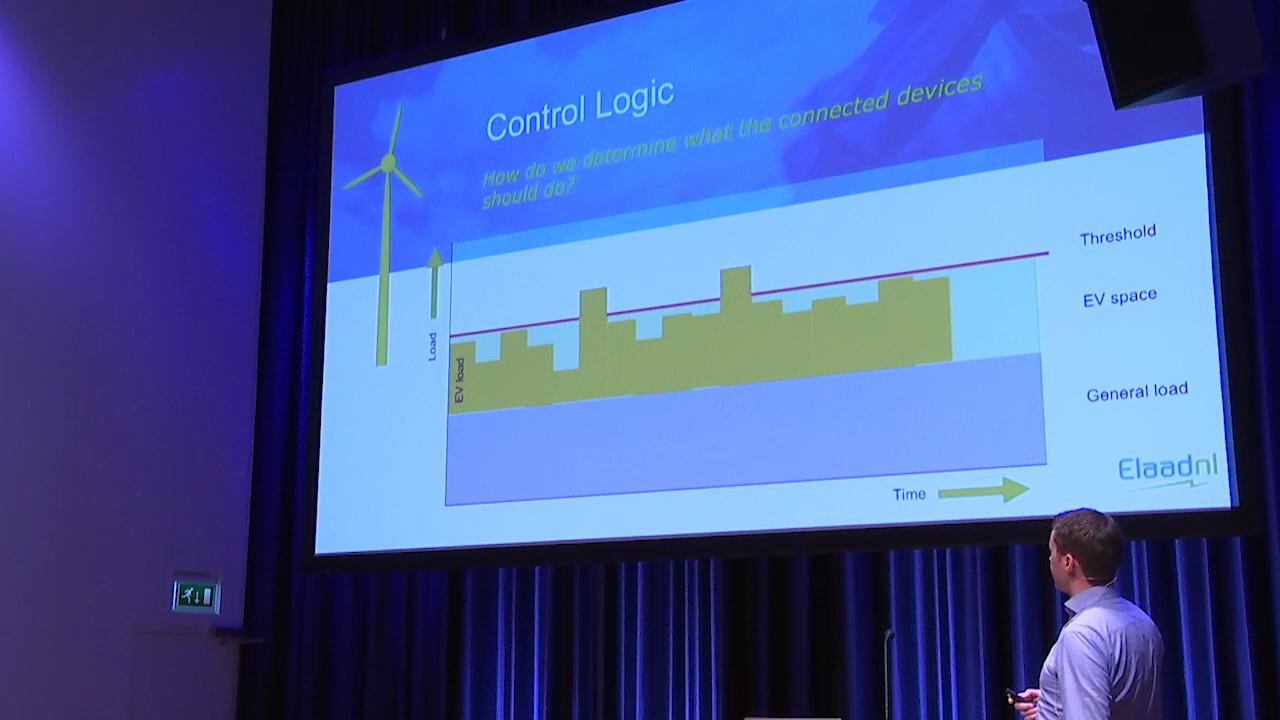 Control Logic
How do we determine what the connected devices
should do?
Threshold
EV space
General load
Load
EV load
Time
Elaadnl